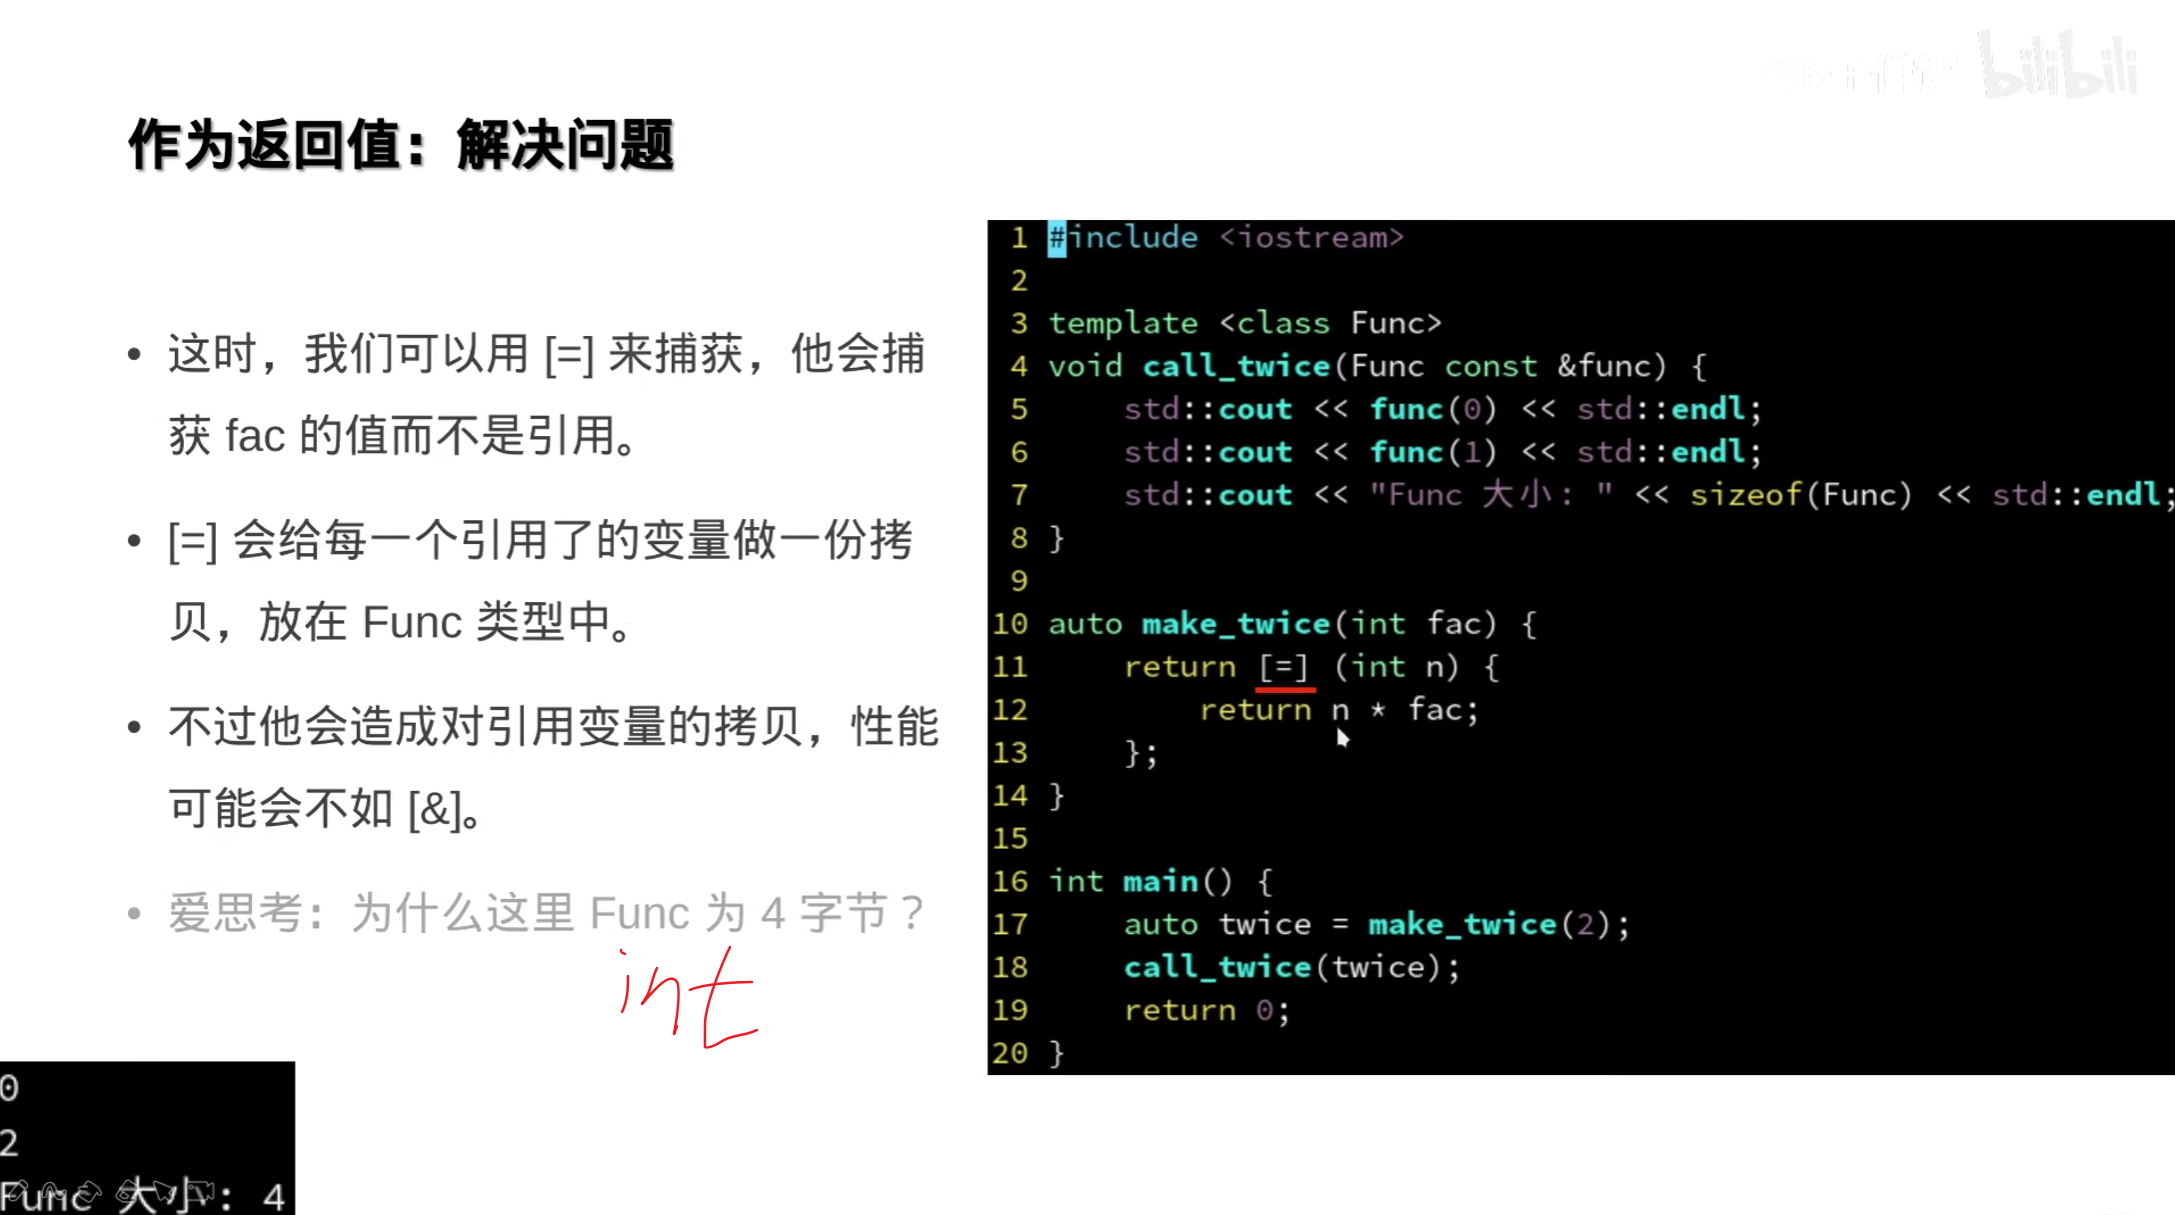 bilibili
作为返回值：解决问题
• 这时，我们可以用 [=] 来捕获，他会捕
获 fac 的值而不是引用。
• [=] 会给每一个引用了的变量做一份拷
贝，放在 Func 类型中。
• 不过他会造成对引用变量的拷贝，性能
可能会不如 [&]。
• 爱思考：为什么这里 Func 为 4 字节？
int
0
2
Func 大小: 4
1 #include <iostream>
2
3 template <class Func>
4 void call_twice(Func const &func) {
5     std::cout << func(0) << std::endl;
6     std::cout << func(1) << std::endl;
7     std::cout << "Func 大小: " << sizeof(Func) << std::endl;
8 }
9
10 auto make_twice(int fac) {
11     return [=] (int n) {
12         return n * fac;
13     };
14 }
15
16 int main() {
17     auto twice = make_twice(2);
18     call_twice(twice);
19     return 0;
20 }